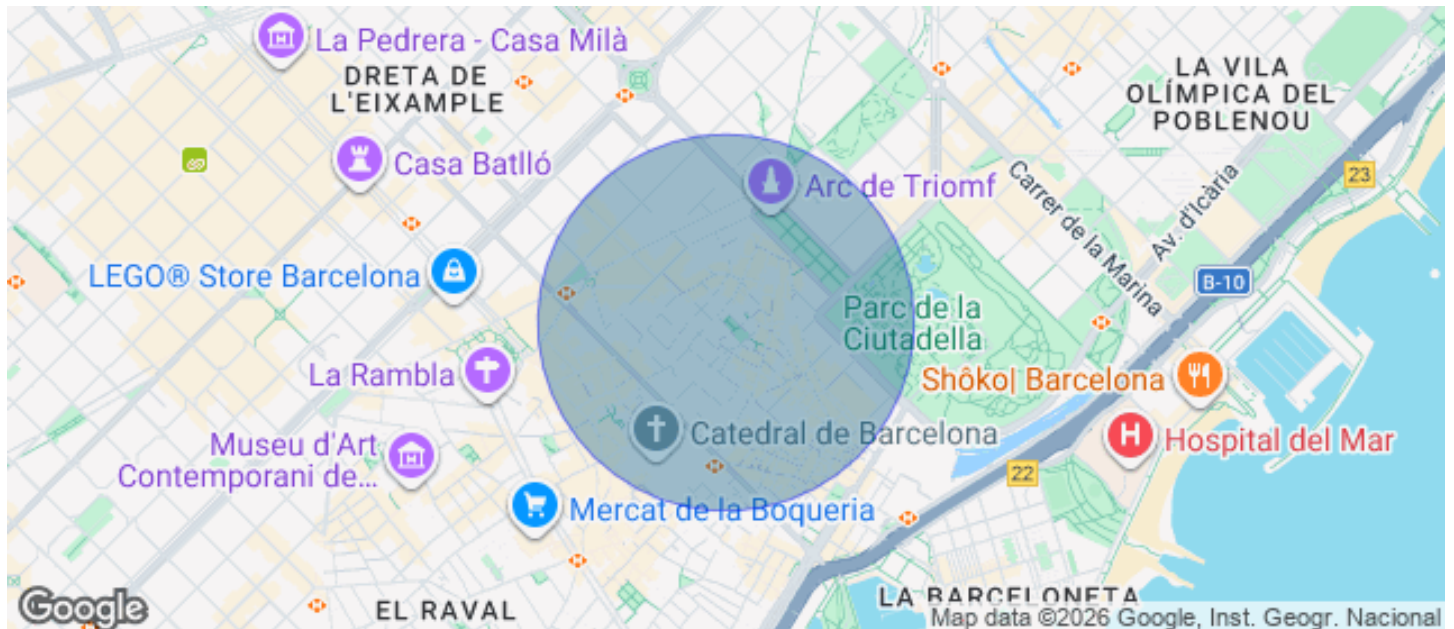 La Pedrera - Casa Milà
DRETA DE
L'EIXAMPLE
LA VILA
OLÍMPICA DEL
POBLENOU
Casa Batlló
Arc de Triomf
Carrer de la Marina
Av. d'Icària
23
LEGO® Store Barcelona
B-10
Parc de la
Ciutadella
La Rambla
Shôko| Barcelona
Catedral de Barcelona
Hospital del Mar
Museu d'Art
Contemporani de...
22
Mercat de la Boqueria
EL RAVAL
LA BARCELONETA
Google
Map data ©2026 Google, Inst. Geogr. Nacional